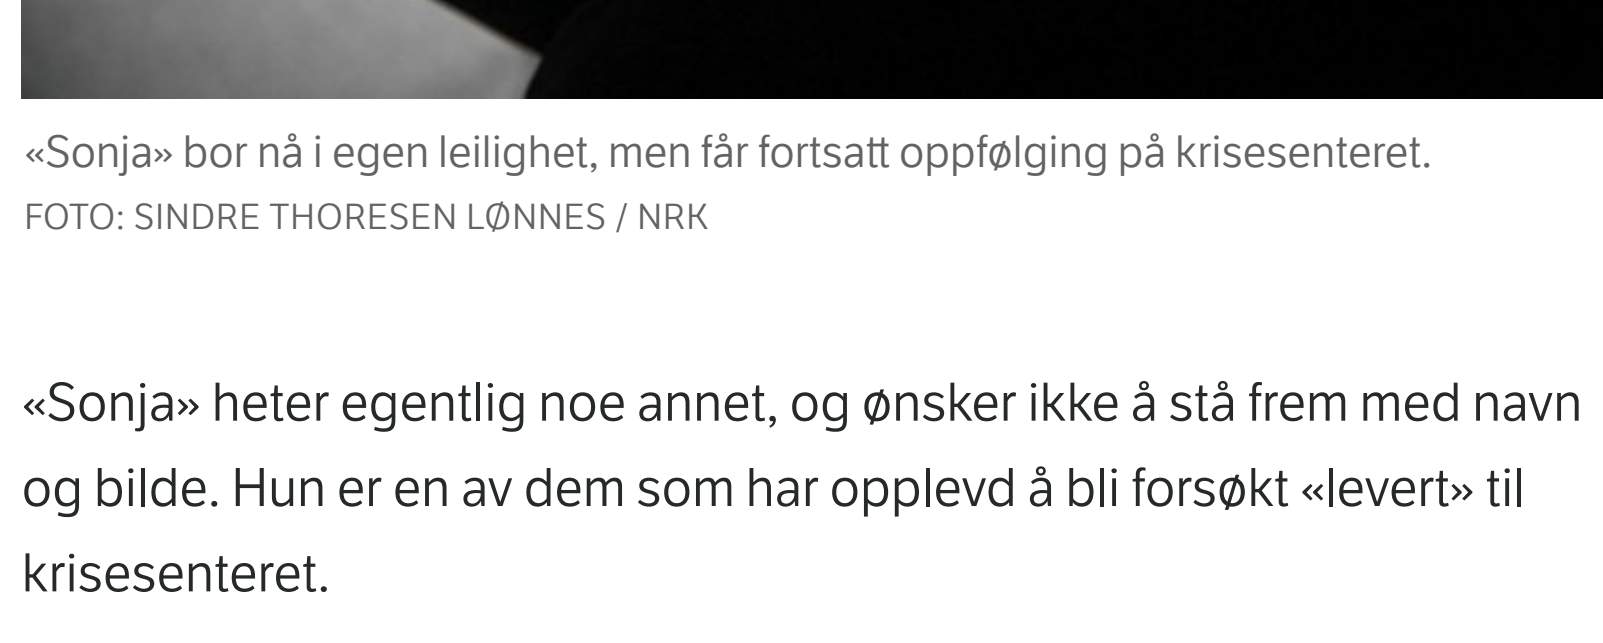 «Sonja» bor nå i egen leilighet, men får fortsatt oppfølging på krisesenteret.
FOTO: SINDRE THORESEN LØNNES / NRK
«Sonja» heter egentlig noe annet, og ønsker ikke å stå frem med navn
og bilde. Hun er en av dem som har opplevd å bli forsøkt «levert» til
krisesenteret.